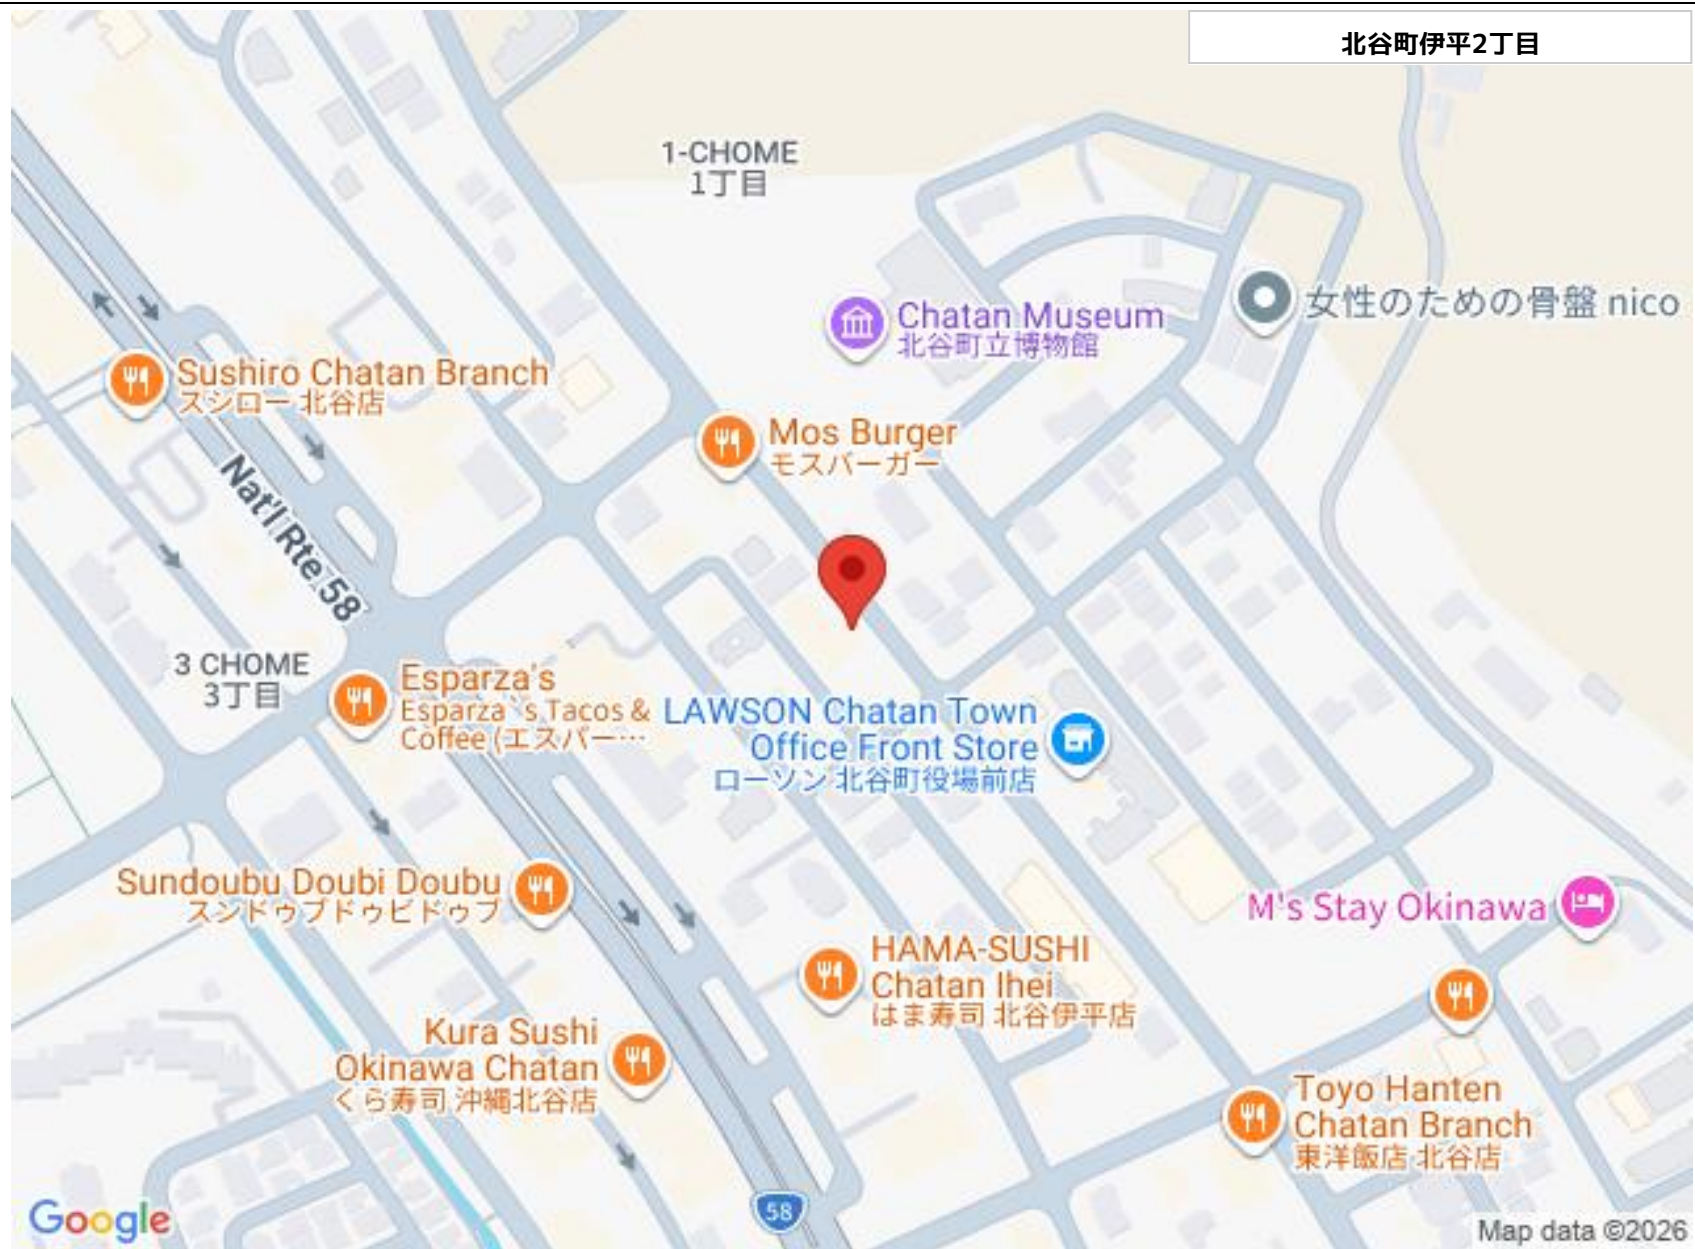 北谷町伊平2丁目
1-CHOME
1丁目
Chatan Museum
北谷町立博物館
女性のための骨盤 nico
Sushiro Chatan Branch
スシロー 北谷店
Mos Burger
モスバーガー
Nat'l Rte 58
3 CHOME
3丁目
Esparza's
Esparza`s Tacos &
Coffee (エスパー…
LAWSON Chatan Town
Office Front Store
ローソン 北谷町役場前店
Sundoubu Doubi Doubu
スンドゥブドゥビドゥブ
M's Stay Okinawa
HAMA-SUSHI
Chatan Ihei
はま寿司 北谷伊平店
Kura Sushi
Okinawa Chatan
くら寿司 沖縄北谷店
Toyo Hanten
Chatan Branch
東洋飯店 北谷店
58
Google
Map data ©2026